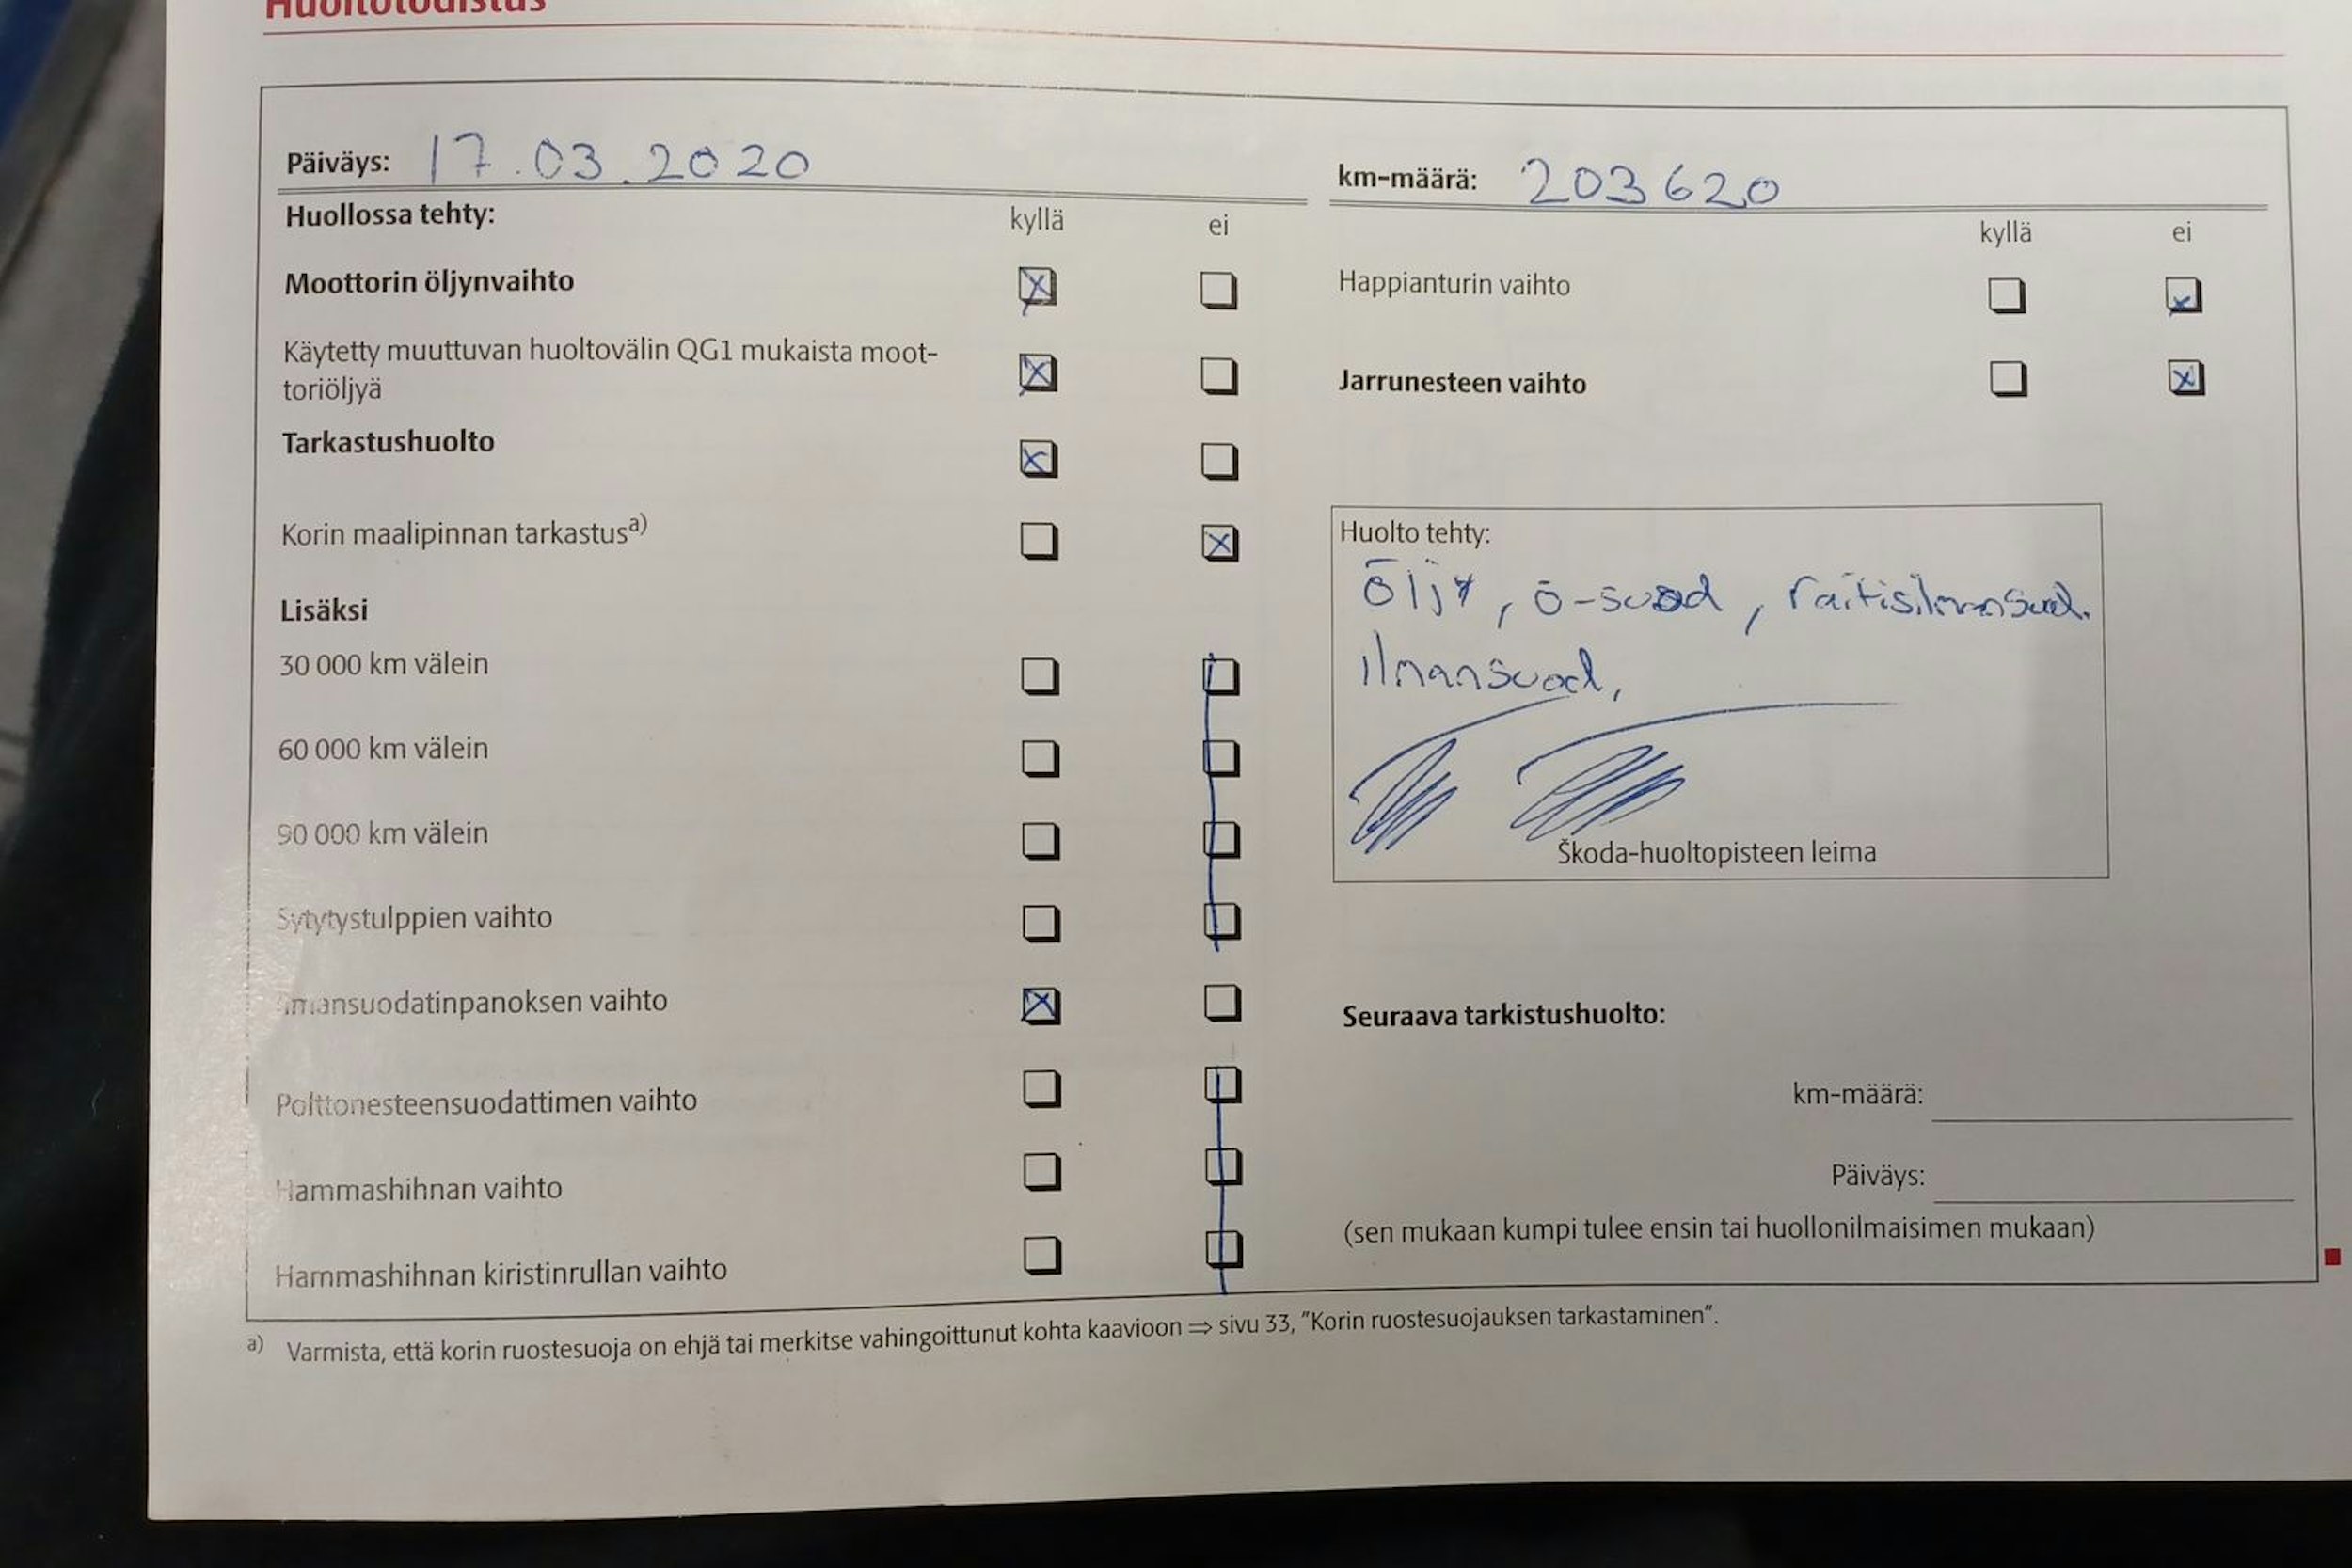 Huoltotodistus
Päiväys: 17.03.2020
Huollossa tehty: kyllä ei
Moottorin öljynvaihto
Käytetty muuttuvan huoltovälin QG1 mukaista moot-
toriöljyä
Tarkastushuolto
Korin maalipinnan tarkastus a)
Lisäksi
30 000 km välein
60 000 km välein
90 000 km välein
Sytytystulppien vaihto
Ilmansuodatinpanoksen vaihto
Polttonesteensuodattimen vaihto
Hammashihnan vaihto
Hammashihnan kiristinrullan vaihto
km-määrä: 203620
kyllä ei
Happianturin vaihto
Jarrunesteen vaihto
Huolto tehty:
öljy, ö-suod, raitisilmansuod.
ilmansuod,
Škoda-huoltopisteen leima
Seuraava tarkistushuolto:
km-määrä:
Päiväys:
(sen mukaan kumpi tulee ensin tai huollonilmaisimen mukaan)
a) Varmista, että korin ruostesuoja on ehjä tai merkitse vahingoittunut kohta kaavioon ⇒ sivu 33, "Korin ruostesuojauksen tarkastaminen".